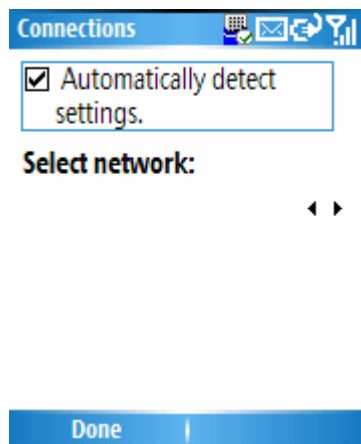 Connections
Automatically detect
settings.
Select network:
Done